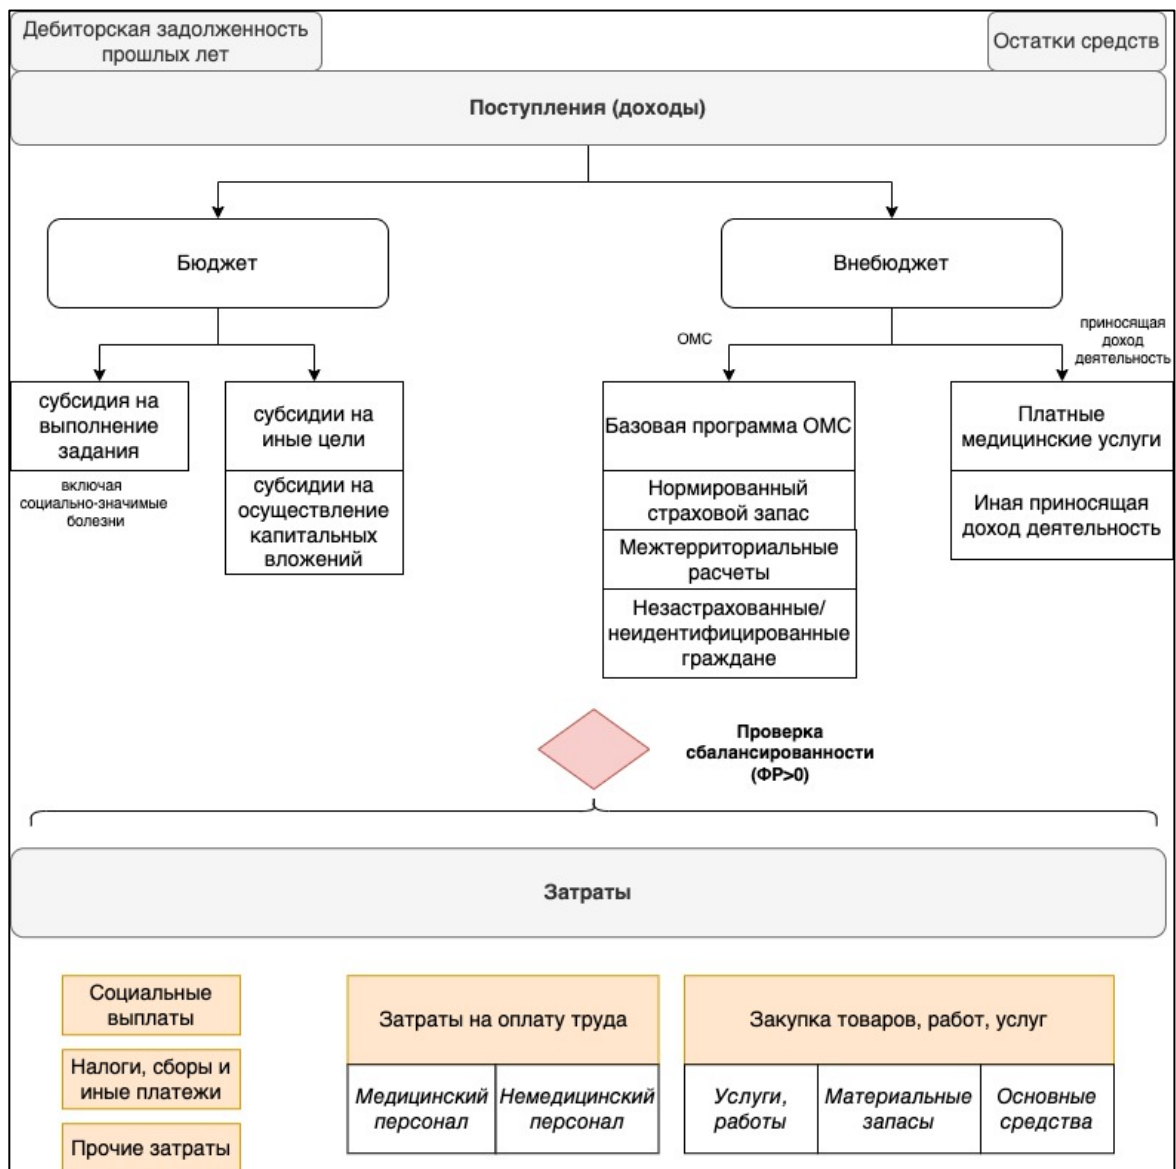 Дебиторская задолженность
прошлых лет
Остатки средств
Поступления (доходы)
Бюджет
Внебюджет
ОМС
приносящая
доход
деятельность
субсидия на
выполнение
задания
включая
социально-значимые
болезни
субсидии на
иные цели
субсидии на
осуществление
капитальных
вложений
Базовая программа ОМС
Нормированный
страховой запас
Межтерриториальные
расчеты
Незастрахованные/
неидентифицированные
граждане
Платные
медицинские услуги
Иная приносящая
доход деятельность
Проверка
сбалансированности
(ФР>0)
Затраты
Социальные
выплаты
Налоги, сборы и
иные платежи
Прочие затраты
Затраты на оплату труда
Медицинский
персонал
Немедицинский
персонал
Закупка товаров, работ, услуг
Услуги,
работы
Материальные
запасы
Основные
средства